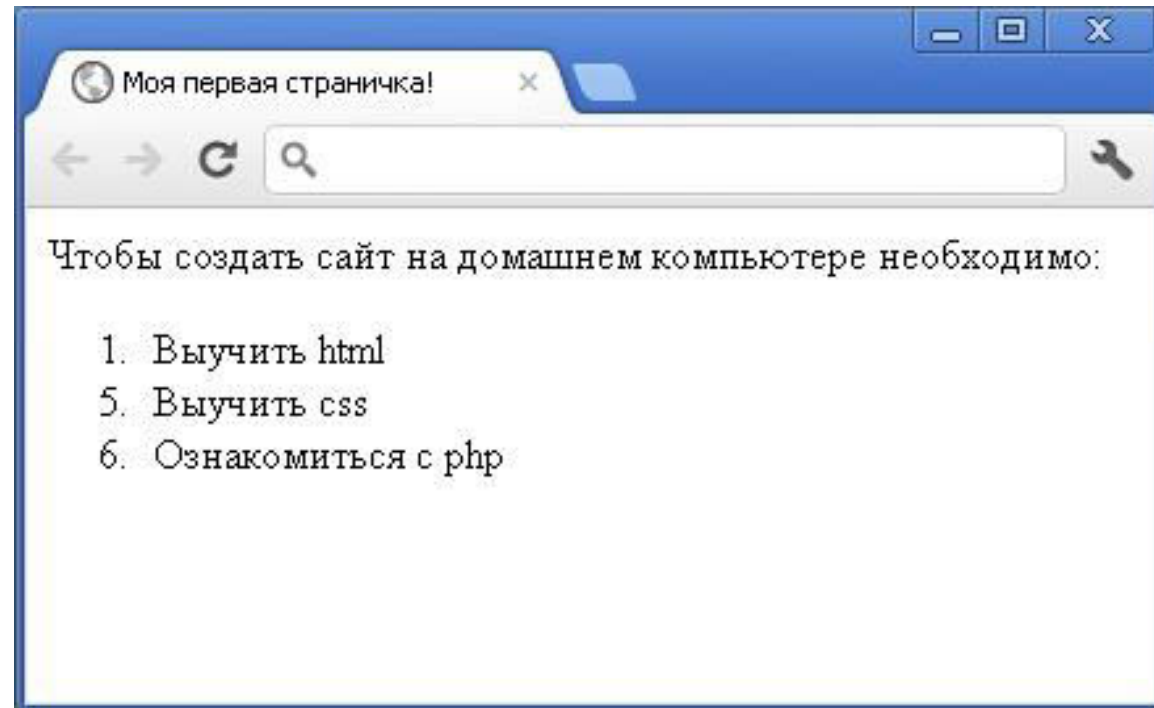 Моя первая страничка!
Чтобы создать сайт на домашнем компьютере необходимо:
1. Выучить html
5. Выучить css
6. Ознакомиться с php